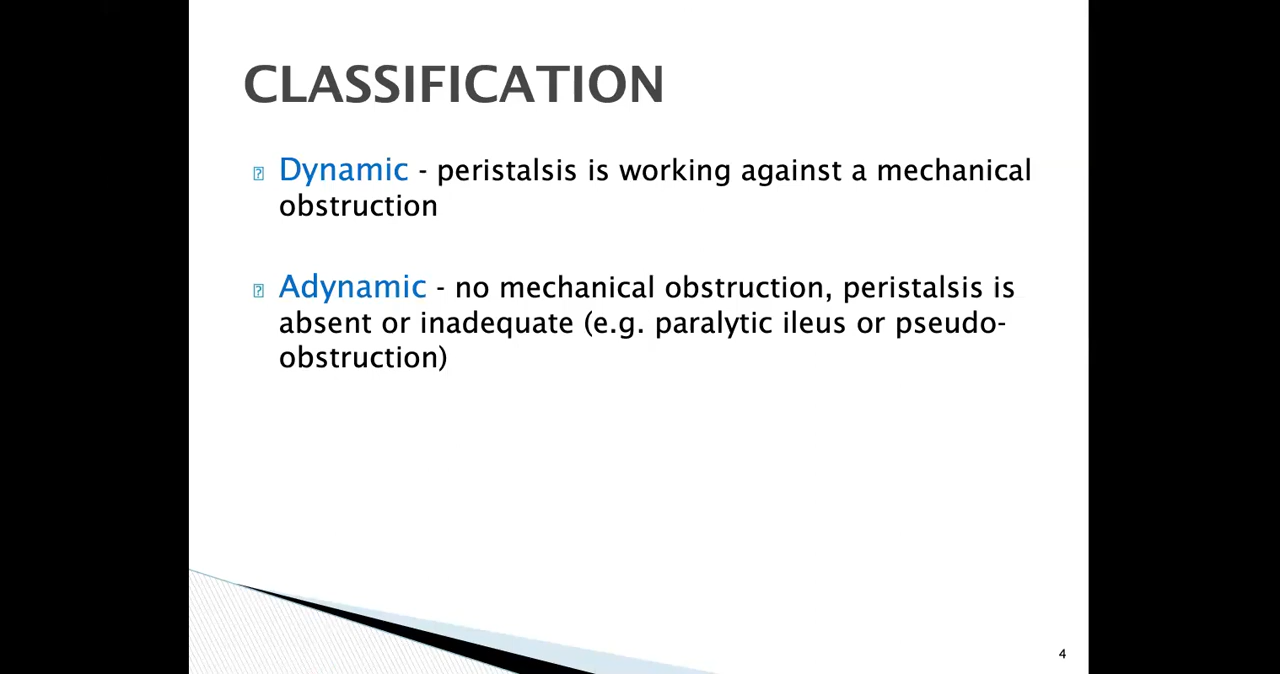 CLASSIFICATION
Dynamic - peristalsis is working against a mechanical
obstruction
Adynamic - no mechanical obstruction, peristalsis is
absent or inadequate (e.g. paralytic ileus or pseudo-
obstruction)
4